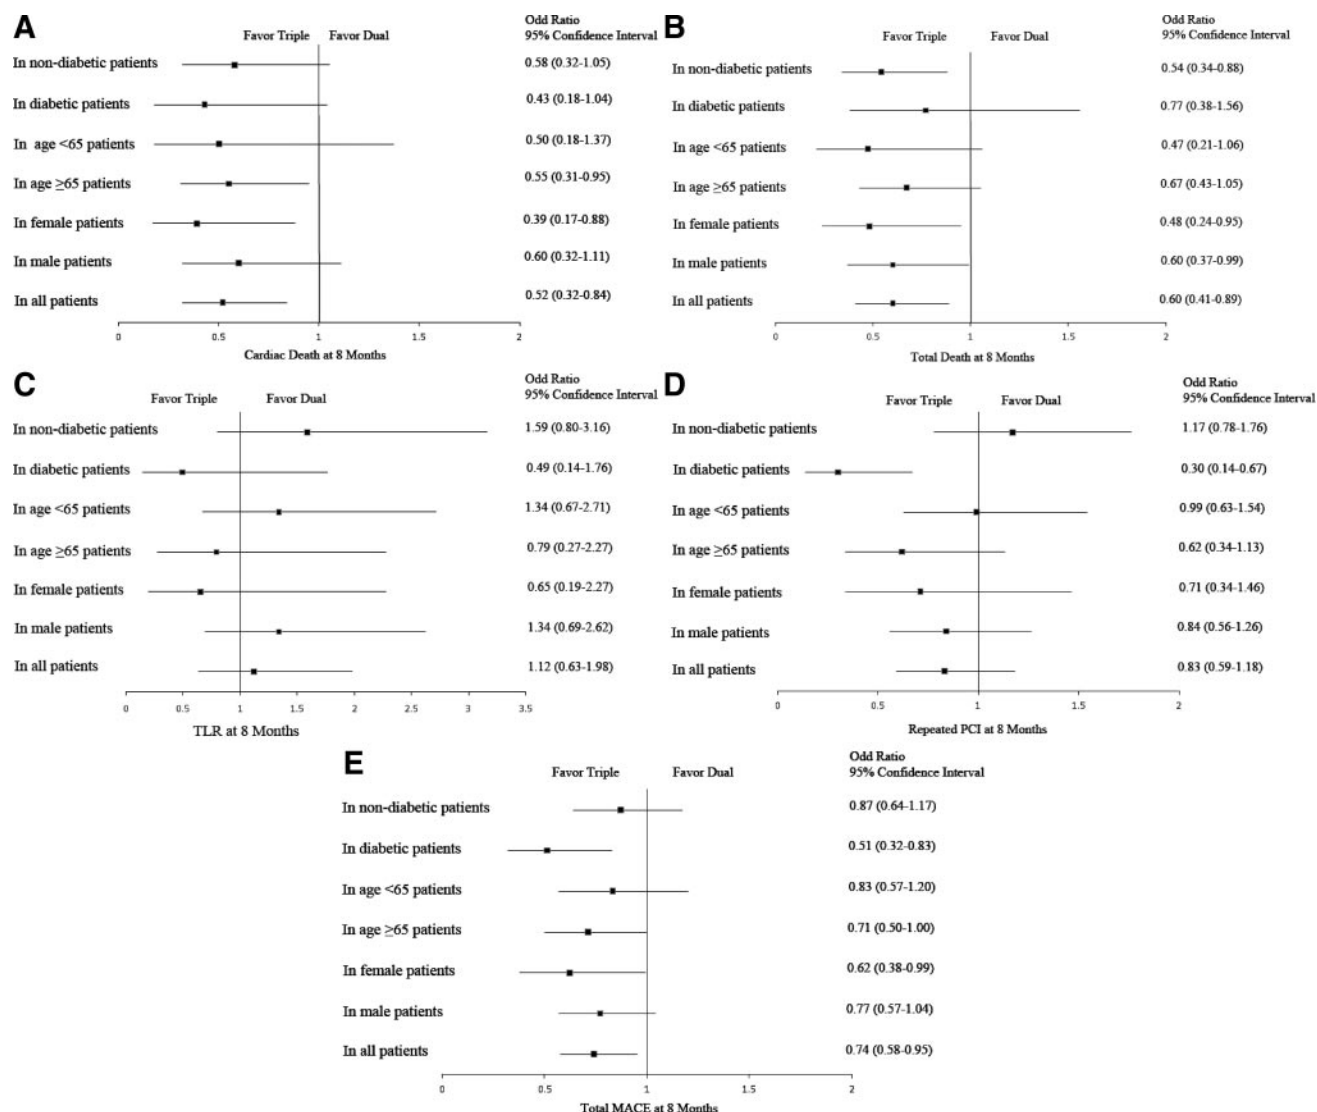 A
Odd Ratio
Favor Triple Favor Dual 95% Confidence Interval
In non-diabetic patients 0.58 (0.32-1.05)
In diabetic patients 0.43 (0.18-1.04)
In age <65 patients 0.50 (0.18-1.37)
In age ≥65 patients 0.55 (0.31-0.95)
In female patients 0.39 (0.17-0.88)
In male patients 0.60 (0.32-1.11)
In all patients 0.52 (0.32-0.84)
0 0.5 1 1.5 2
Cardiac Death at 8 Months
B
Odd Ratio
Favor Triple Favor Dual 95% Confidence Interval
In non-diabetic patients 0.54 (0.34-0.88)
In diabetic patients 0.77 (0.38-1.56)
In age <65 patients 0.47 (0.21-1.06)
In age ≥65 patients 0.67 (0.43-1.05)
In female patients 0.48 (0.24-0.95)
In male patients 0.60 (0.37-0.99)
In all patients 0.60 (0.41-0.89)
0 0.5 1 1.5 2
Total Death at 8 Months
C
Odd Ratio
95% Confidence Interval
Favor Triple Favor Dual
In non-diabetic patients 1.59 (0.80-3.16)
In diabetic patients 0.49 (0.14-1.76)
In age <65 patients 1.34 (0.67-2.71)
In age ≥65 patients 0.79 (0.27-2.27)
In female patients 0.65 (0.19-2.27)
In male patients 1.34 (0.69-2.62)
In all patients 1.12 (0.63-1.98)
0 0.5 1 1.5 2 2.5 3 3.5
TLR at 8 Months
D
Odd Ratio
Favor Triple Favor Dual 95% Confidence Interval
In non-diabetic patients 1.17 (0.78-1.76)
In diabetic patients 0.30 (0.14-0.67)
In age <65 patients 0.99 (0.63-1.54)
In age ≥65 patients 0.62 (0.34-1.13)
In female patients 0.71 (0.34-1.46)
In male patients 0.84 (0.56-1.26)
In all patients 0.83 (0.59-1.18)
0 0.5 1 1.5 2
Repeated PCI at 8 Months
E
Odd Ratio
Favor Triple Favor Dual 95% Confidence Interval
In non-diabetic patients 0.87 (0.64-1.17)
In diabetic patients 0.51 (0.32-0.83)
In age <65 patients 0.83 (0.57-1.20)
In age ≥65 patients 0.71 (0.50-1.00)
In female patients 0.62 (0.38-0.99)
In male patients 0.77 (0.57-1.04)
In all patients 0.74 (0.58-0.95)
0 0.5 1 1.5 2
Total MACE at 8 Months